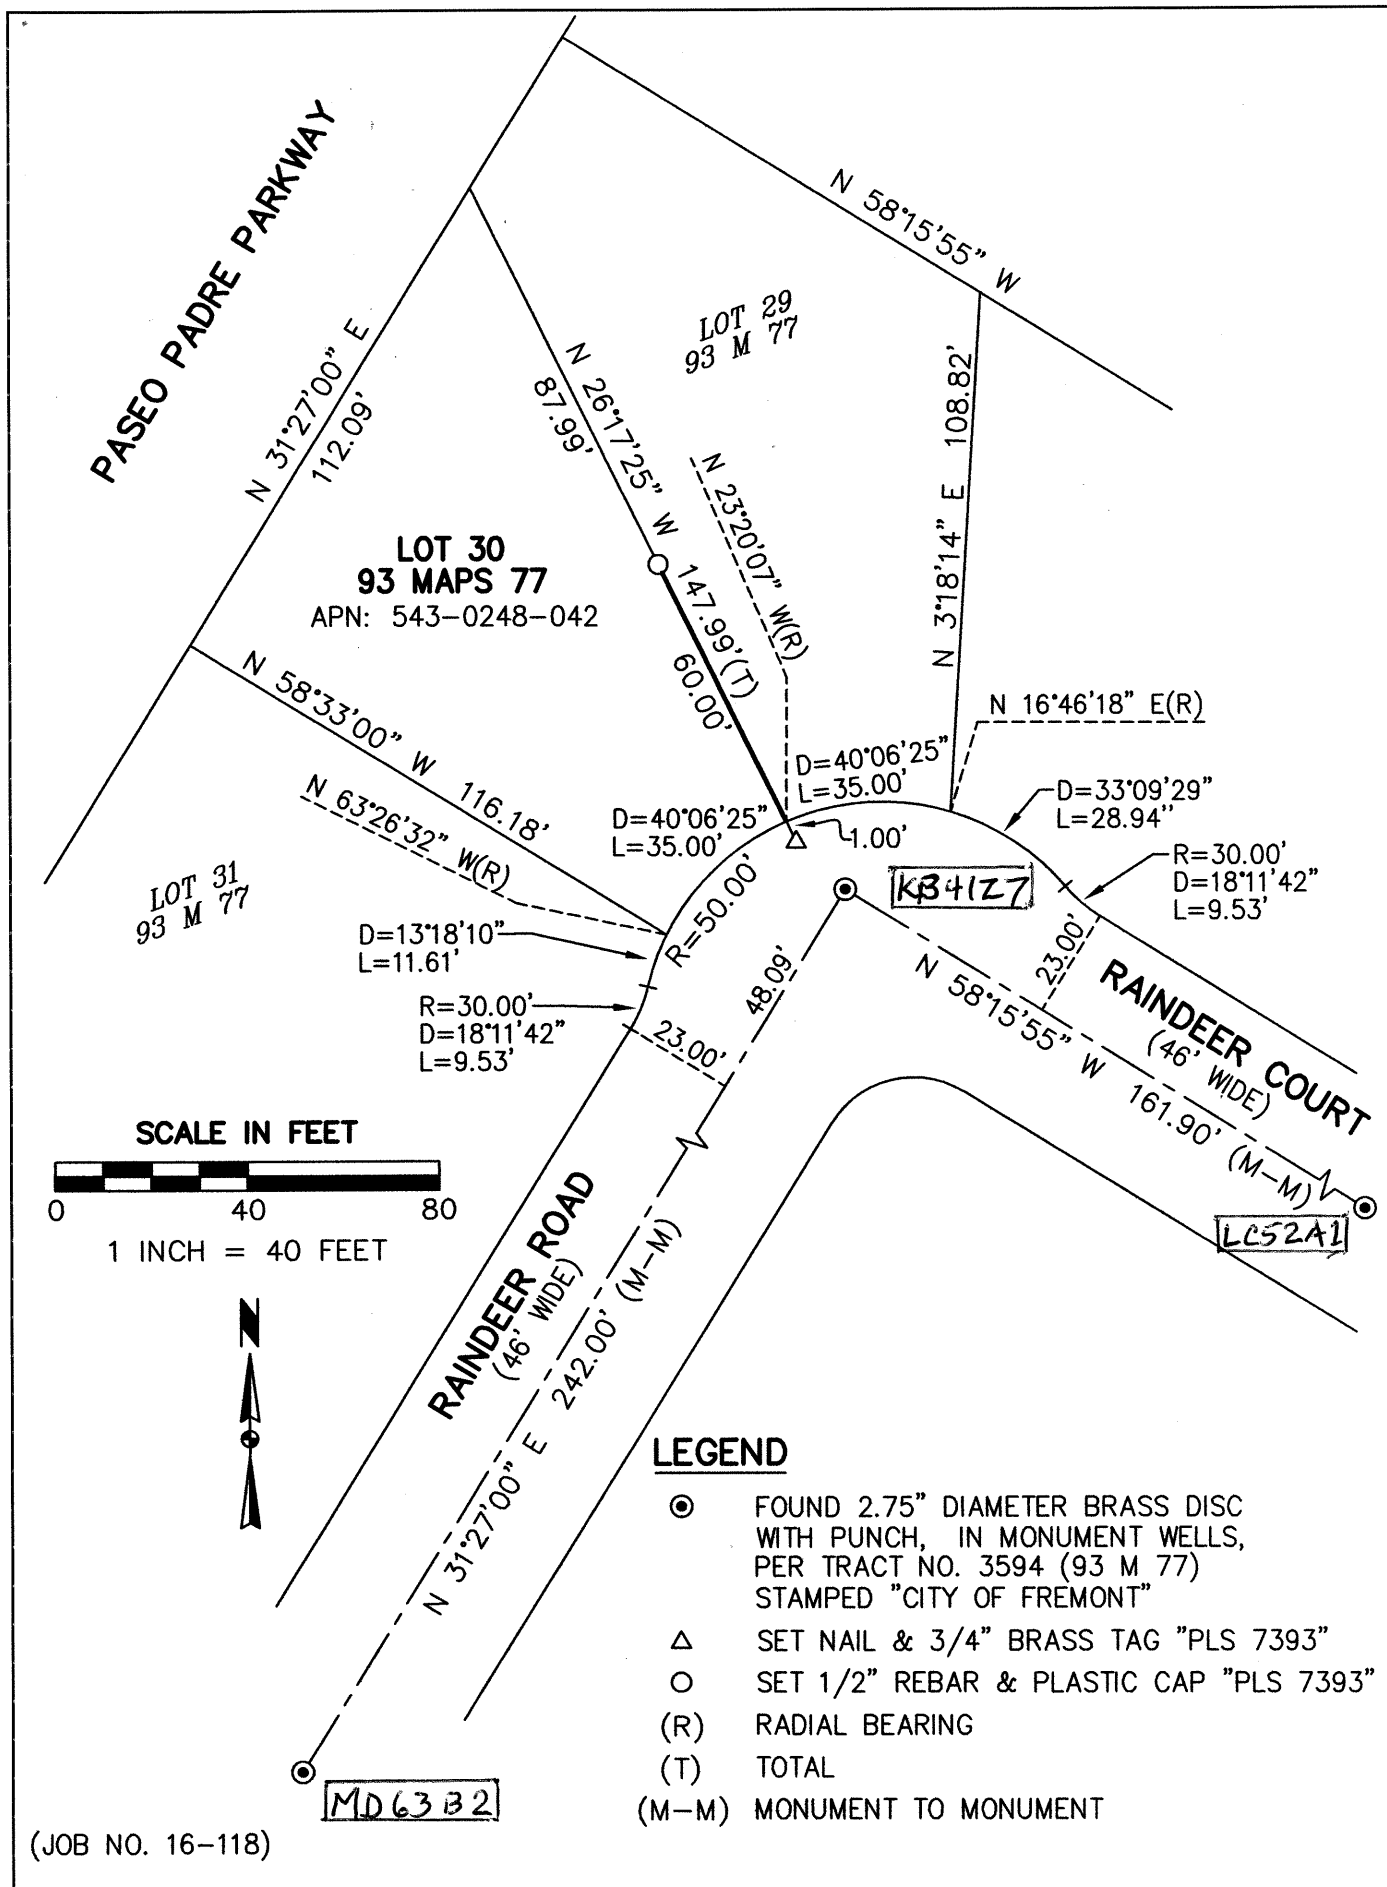 PASEO PADRE PARKWAY
N 58°15'55" W
LOT 29
93 M 77
N 31°27'00" E
112.09'
N 26°17'25" W 147.99'(T)
87.99'
60.00'
N 23°20'07" W(R)
N 3°18'14" E 108.82'
LOT 30
93 MAPS 77
APN: 543-0248-042
N 58°33'00" W 116.18'
N 63°26'32" W(R)
LOT 31
93 M 77
N 16°46'18" E(R)
D=40°06'25"
L=35.00'
D=40°06'25"
L=35.00'
1.00'
D=33°09'29"
L=28.94"
R=30.00'
D=18°11'42"
L=9.53'
R=50.00'
D=13°18'10"
L=11.61'
R=30.00'
D=18°11'42"
L=9.53'
23.00'
48.09'
23.00'
N 58°15'55" W 161.90' (M-M)
RAINDEER COURT
(46' WIDE)
LC52A1
SCALE IN FEET
0 40 80
1 INCH = 40 FEET
N
RAINDEER ROAD
(46' WIDE)
N 31°27'00" E 242.00' (M-M)
MD63B2
LEGEND
FOUND 2.75" DIAMETER BRASS DISC
WITH PUNCH, IN MONUMENT WELLS,
PER TRACT NO. 3594 (93 M 77)
STAMPED "CITY OF FREMONT"
SET NAIL & 3/4" BRASS TAG "PLS 7393"
SET 1/2" REBAR & PLASTIC CAP "PLS 7393"
(R) RADIAL BEARING
(T) TOTAL
(M-M) MONUMENT TO MONUMENT
(JOB NO. 16-118)